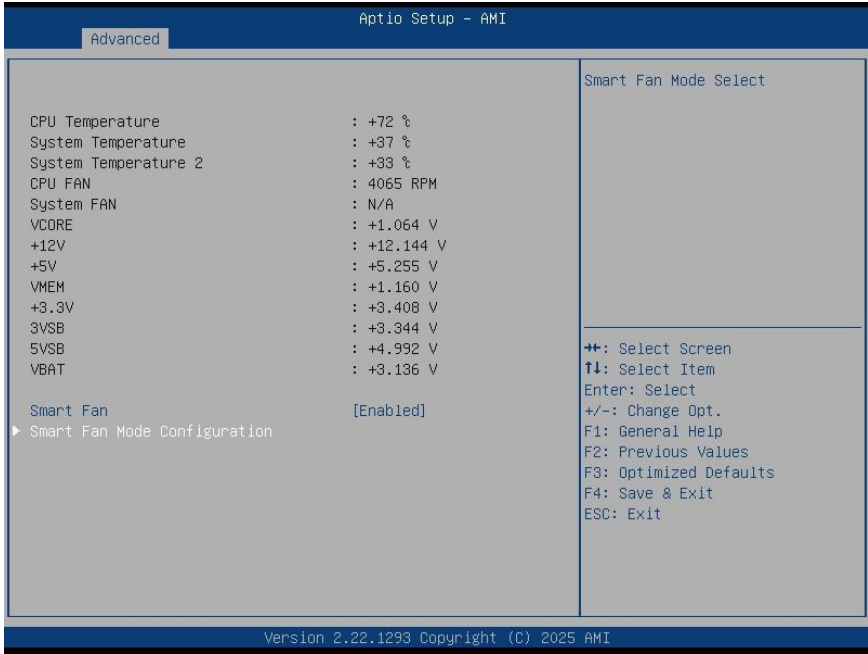 Aptio Setup – AMI
Advanced
CPU Temperature : +72 ℃
System Temperature : +37 ℃
System Temperature 2 : +33 ℃
CPU FAN : 4065 RPM
System FAN : N/A
VCORE : +1.064 V
+12V : +12.144 V
+5V : +5.255 V
VMEM : +1.160 V
+3.3V : +3.408 V
3VSB : +3.344 V
5VSB : +4.992 V
VBAT : +3.136 V
Smart Fan [Enabled]
▶ Smart Fan Mode Configuration
Smart Fan Mode Select
→←: Select Screen
↑↓: Select Item
Enter: Select
+/-: Change Opt.
F1: General Help
F2: Previous Values
F3: Optimized Defaults
F4: Save & Exit
ESC: Exit
Version 2.22.1293 Copyright (C) 2025 AMI